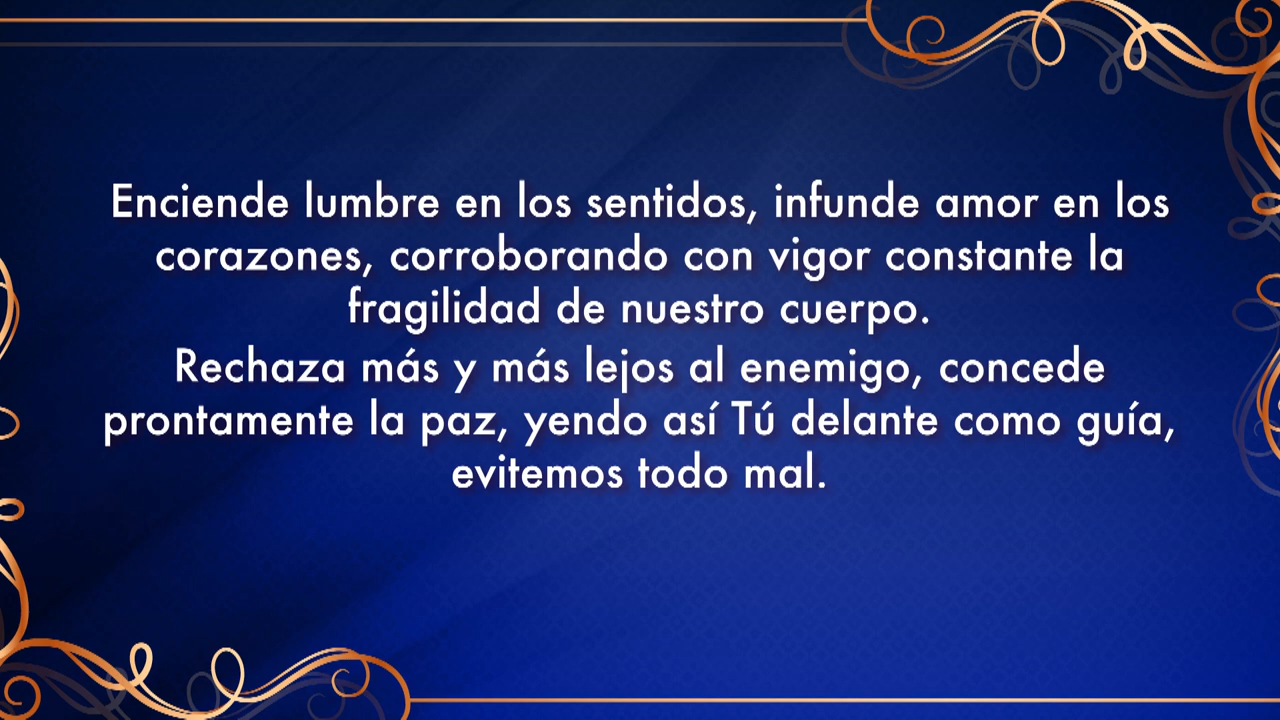 Enciende lumbre en los sentidos, infunde amor en los
corazones, corroborando con vigor constante la
fragilidad de nuestro cuerpo.
Rechaza más y más lejos al enemigo, concede
prontamente la paz, yendo así Tú delante como guía,
evitemos todo mal.